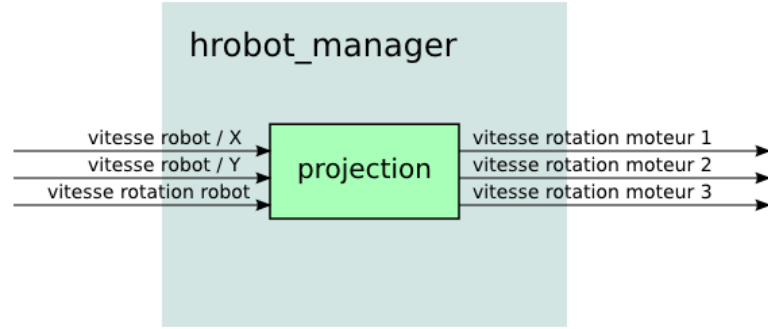 hrobot_manager
vitesse robot / X
vitesse robot / Y
vitesse rotation robot
projection
vitesse rotation moteur 1
vitesse rotation moteur 2
vitesse rotation moteur 3